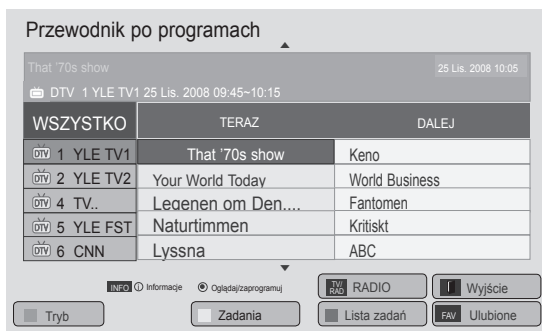 Przewodnik po programach
That '70s show 25 Lis. 2008 10:05
DTV 1 YLE TV1 25 Lis. 2008 09:45~10:15
WSZYSTKO TERAZ DALEJ
DTV 1 YLE TV1 That '70s show Keno
DTV 2 YLE TV2 Your World Today World Business
DTV 4 TV.. Legenen om Den.... Fantomen
DTV 5 YLE FST Naturtimmen Kritiskt
DTV 6 CNN Lyssna ABC
INFO i Informacje Oglądaj/zaprogramuj TV/RAD RADIO Wyjście
Tryb Zadania Lista zadań FAV Ulubione